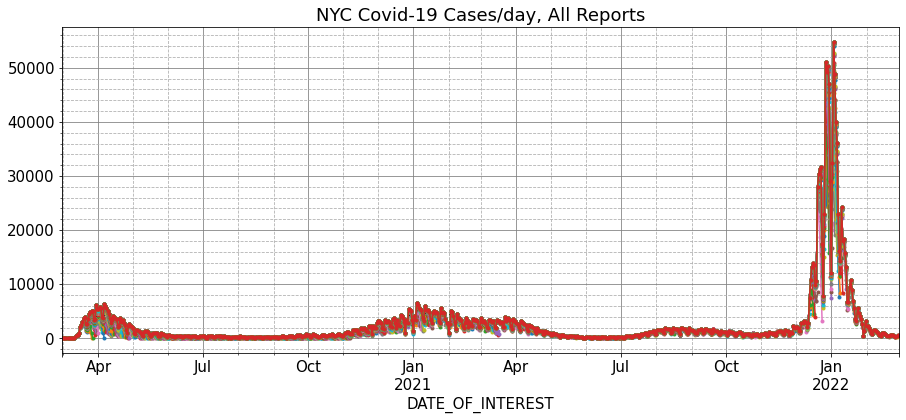 NYC Covid-19 Cases/day, All Reports
50000
40000
30000
20000
10000
0
Apr Jul Oct Jan Apr Jul Oct Jan
2021 2022
DATE_OF_INTEREST